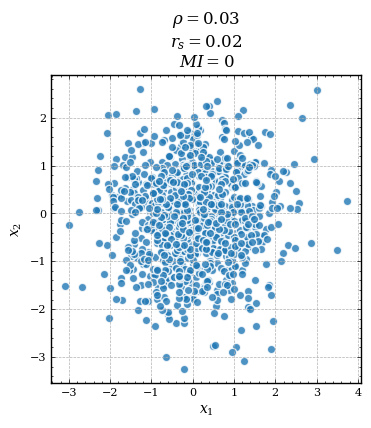 ρ = 0.03
r_s = 0.02
MI = 0
2
1
0
−1
−2
−3
x_2
−3 −2 −1 0 1 2 3 4
x_1